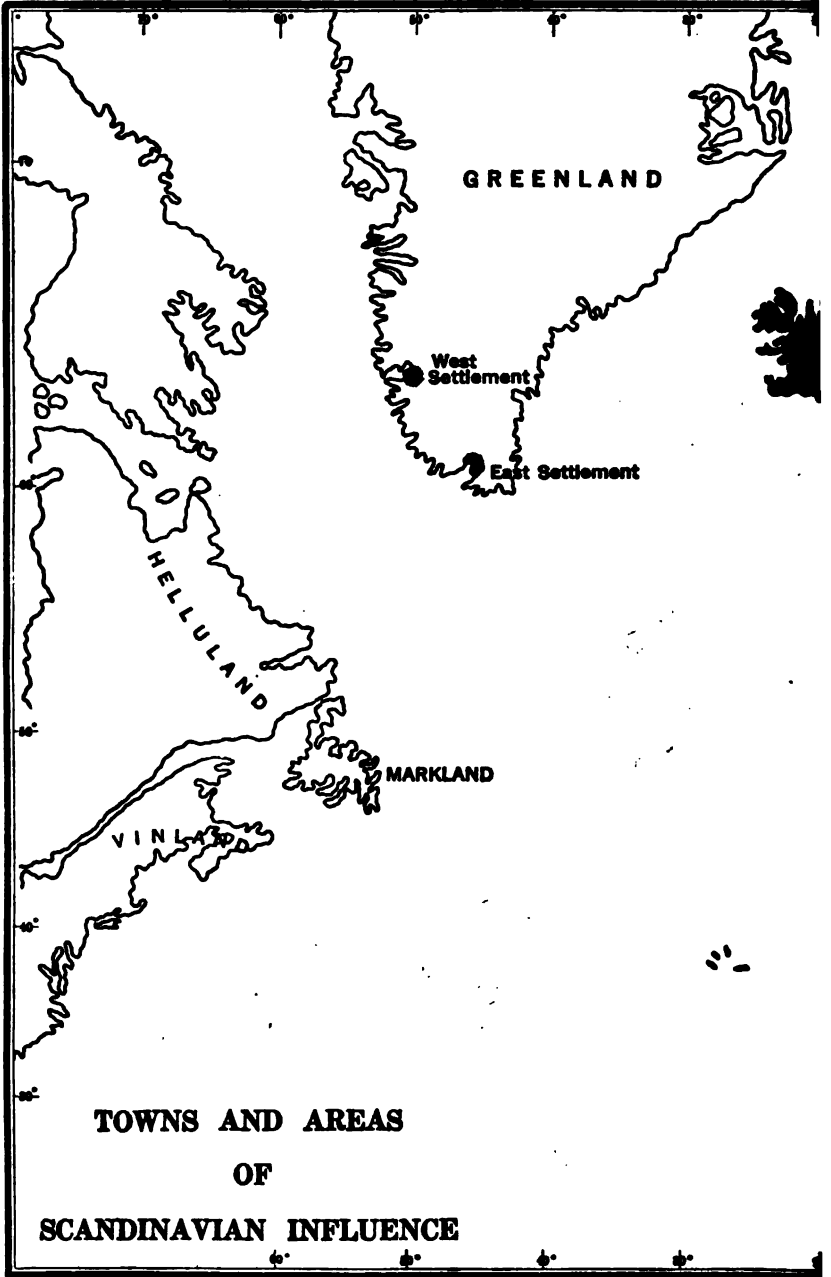 GREENLAND
West
Settlement
East Settlement
HELLULAND
MARKLAND
VINLAND
TOWNS AND AREAS
OF
SCANDINAVIAN INFLUENCE